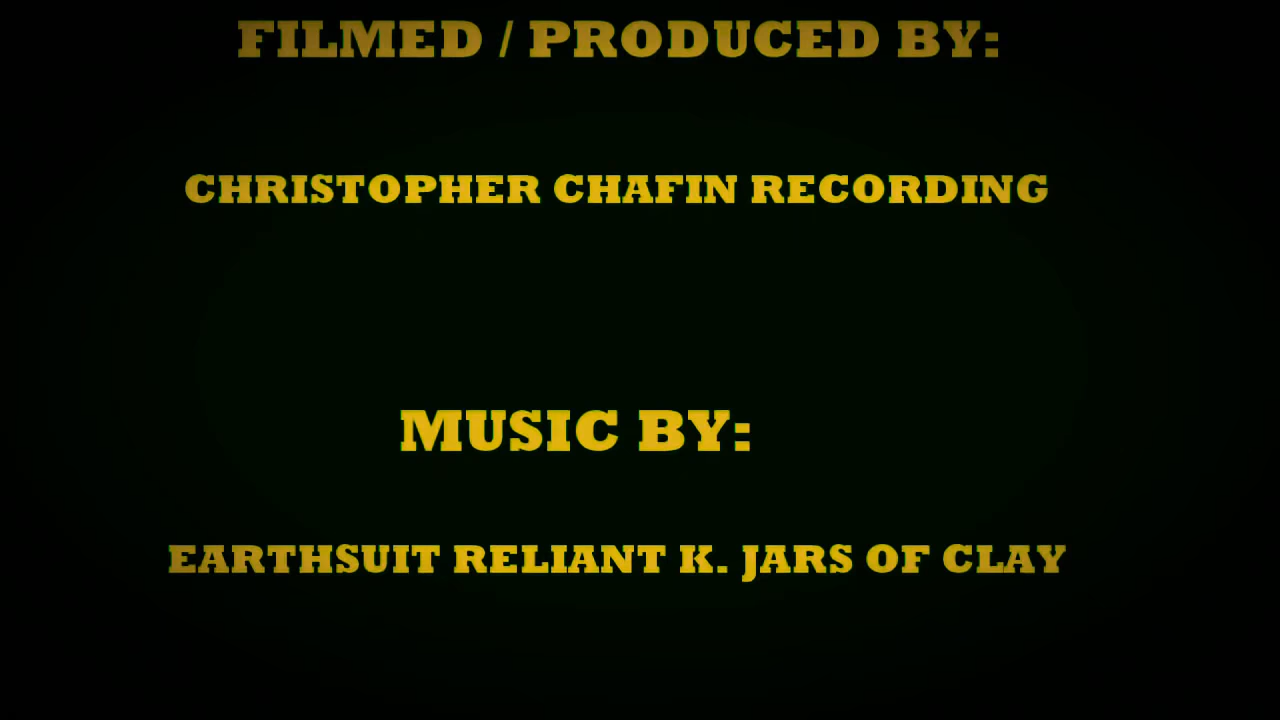 FILMED / PRODUCED BY:
CHRISTOPHER CHAFIN RECORDING
MUSIC BY:
EARTHSUIT RELIANT K. JARS OF CLAY